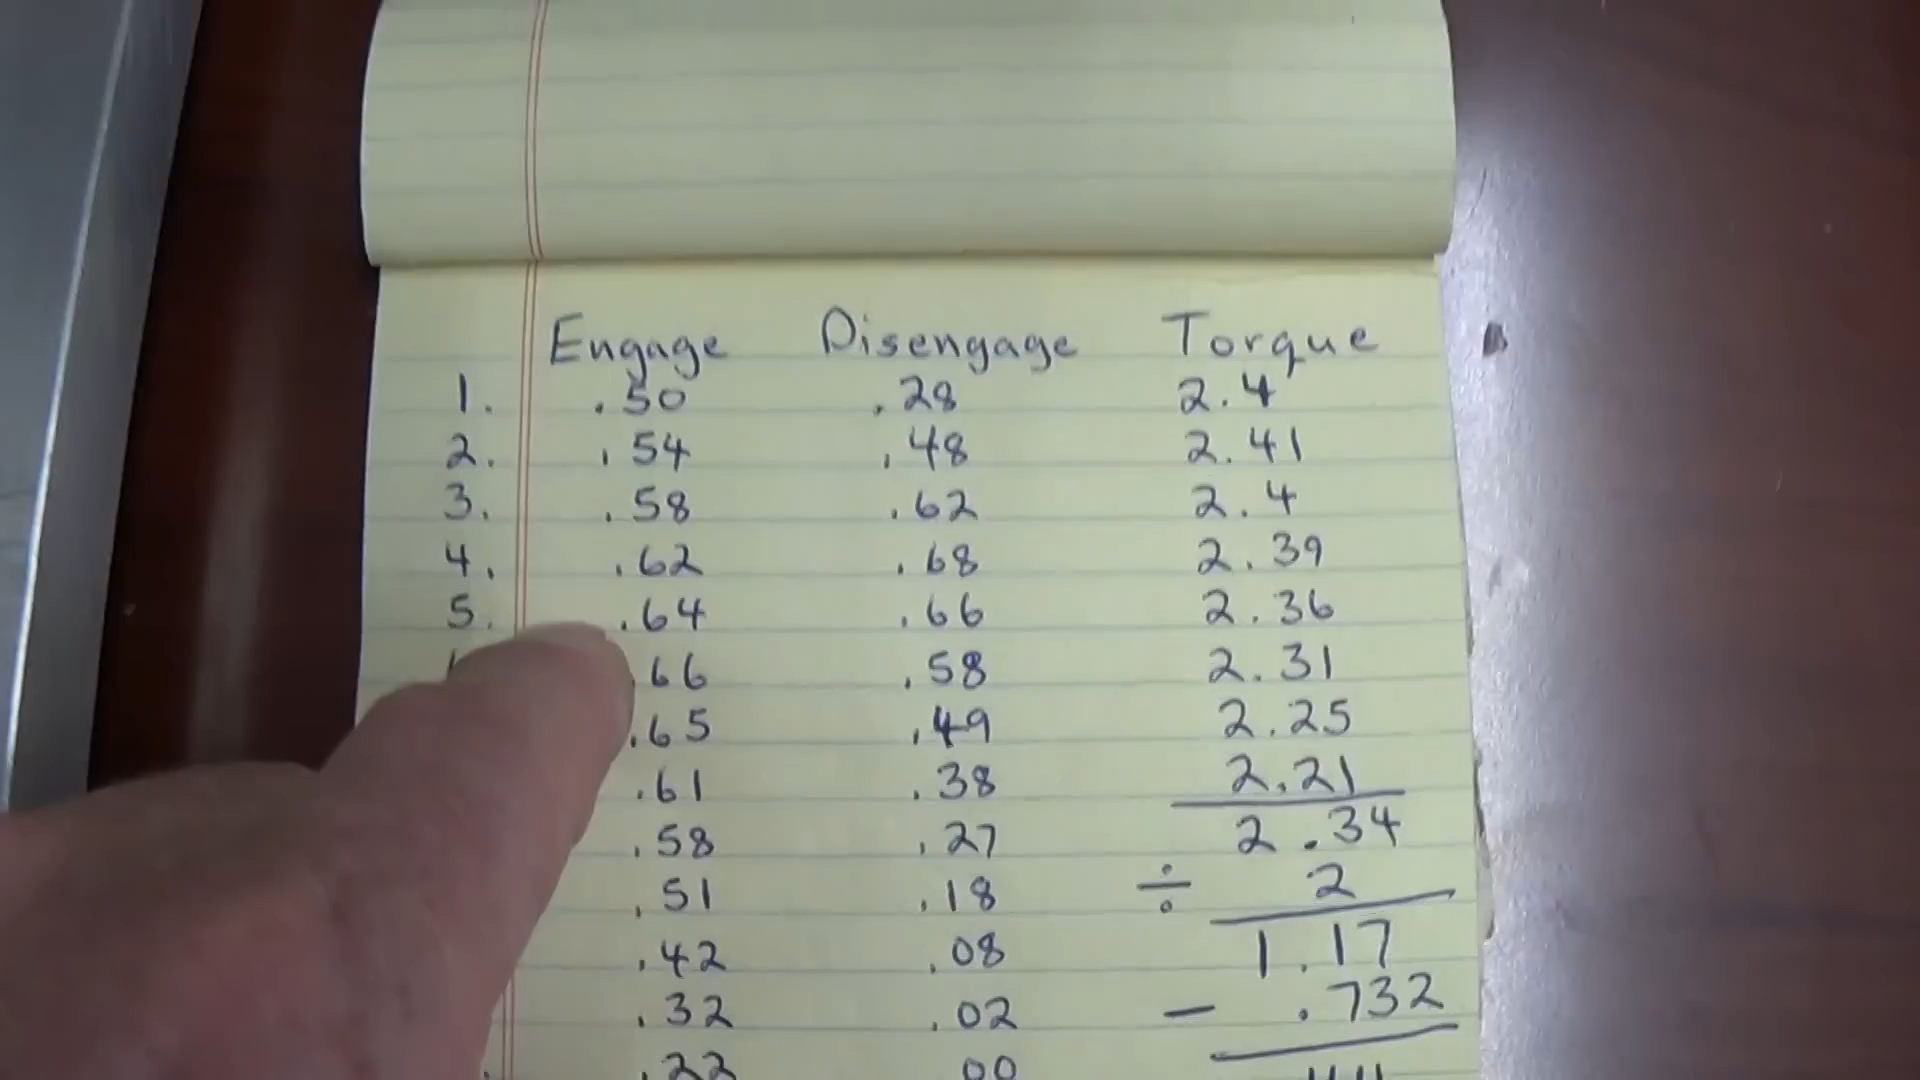 Engage Disengage Torque
1. .50 .28 2.4
2. .54 .48 2.41
3. .58 .62 2.4
4. .62 .68 2.39
5. .64 .66 2.36
.66 .58 2.31
.65 .49 2.25
.61 .38 2.21
.58 .27 2.34
.51 .18 ÷ 2
.42 .08 1.17
.32 .02 — .732
.22 .00